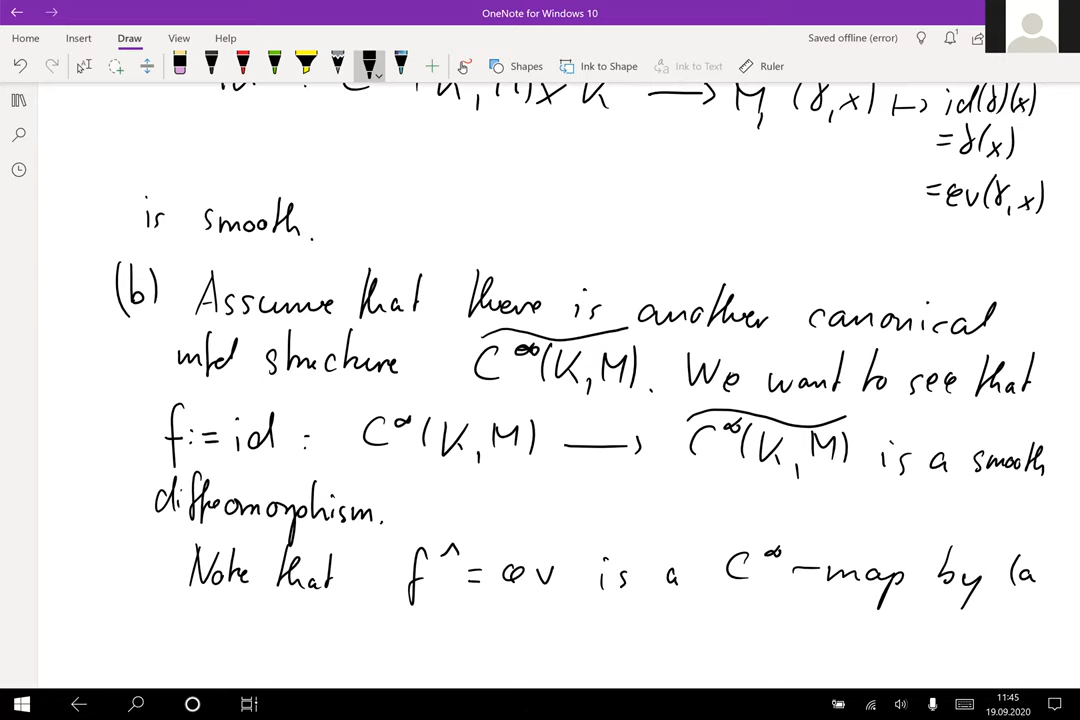 OneNote for Windows 10
Home Insert Draw View Help
Saved offline (error)
Shapes Ink to Shape Ink to Text Ruler
(K, M) x K ⟶ M, (γ, x) ↦ id(γ)(x)
= γ(x)
= ev(γ, x)
is smooth.
(b) Assume that there is another canonical
mfd structure C^∞(K, M)~. We want to see that
f := id : C^∞(K, M) ⟶ C^∞(K, M)~ is a smooth
diffeomorphism.
Note that f^∧ = ev is a C^∞-map by (a
11:45
19.09.2020